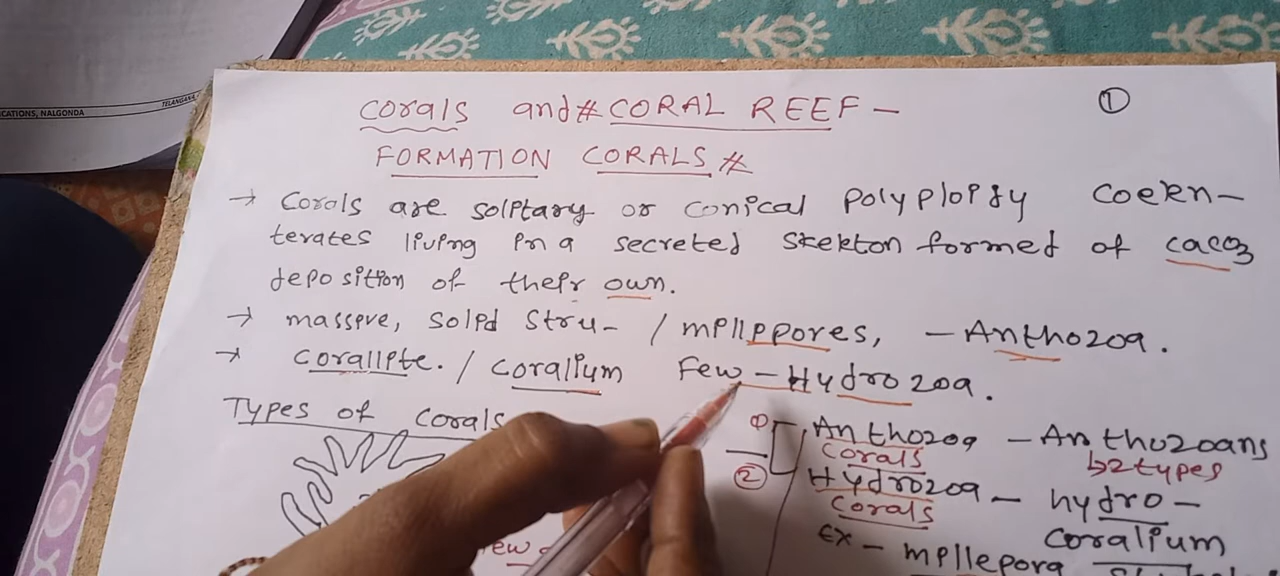 CATIONS, NALGONDA
TELANGANA
①
Corals and # CORAL REEF -
FORMATION CORALS #
→ Corals are solitary or conical polyploidy coelen-
terates living in a secreted skeleton formed of caco3
deposition of their own.
→ massive, solid stru- / millipores, - Anthozoa.
→ corallite. / corallium Few - Hydrozoa.
Types of Corals
① Anthozoa - Anthozoans
corals b2types
② Hydrozoa - hydro -
corals coralium
EX - millepora